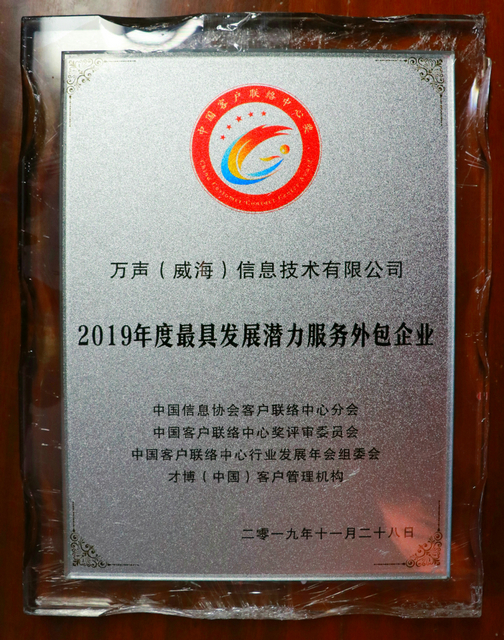 中国客户联络中心奖
China Customer Contact Center Award
万声（威海）信息技术有限公司
2019年度最具发展潜力服务外包企业
中国信息协会客户联络中心分会
中国客户联络中心奖评审委员会
中国客户联络中心行业发展年会组委会
才博（中国）客户管理机构
二零一九年十一月二十八日